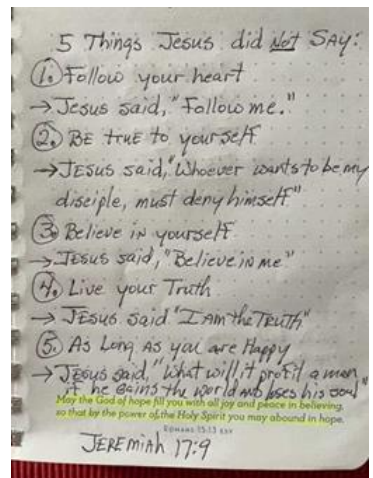 5 Things Jesus did Not SAY:
1. Follow your heart
→ Jesus said, "Follow me."
2. BE truE to yourself
→ JEsus said, "Whoever wants to be my
disciple, must deny himself."
3. Believe in yourself
→ JEsus said, "Believe in me"
4. Live your Truth
→ JEsus said "I AM the TRUTH"
5. As Long As you are Happy
→ JEsus said, "What will it profit a man
if he gains the world and loses his soul"
May the God of hope fill you with all joy and peace in believing,
so that by the power of the Holy Spirit you may abound in hope.
ROMANS 15:13 ESV
JEREMiah 17:9